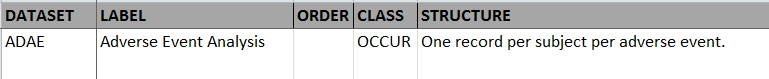 DATASET LABEL ORDER CLASS STRUCTURE
ADAE Adverse Event Analysis OCCUR One record per subject per adverse event.